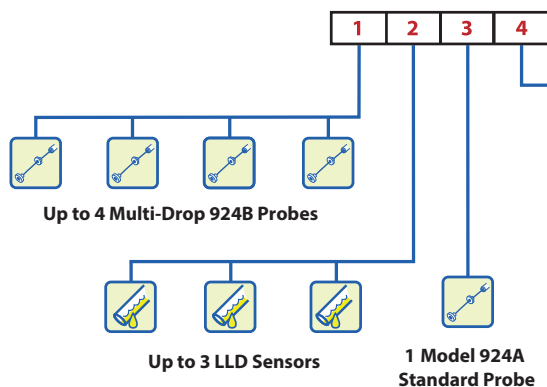 1 2 3 4
Up to 4 Multi-Drop 924B Probes
Up to 3 LLD Sensors
1 Model 924A
Standard Probe